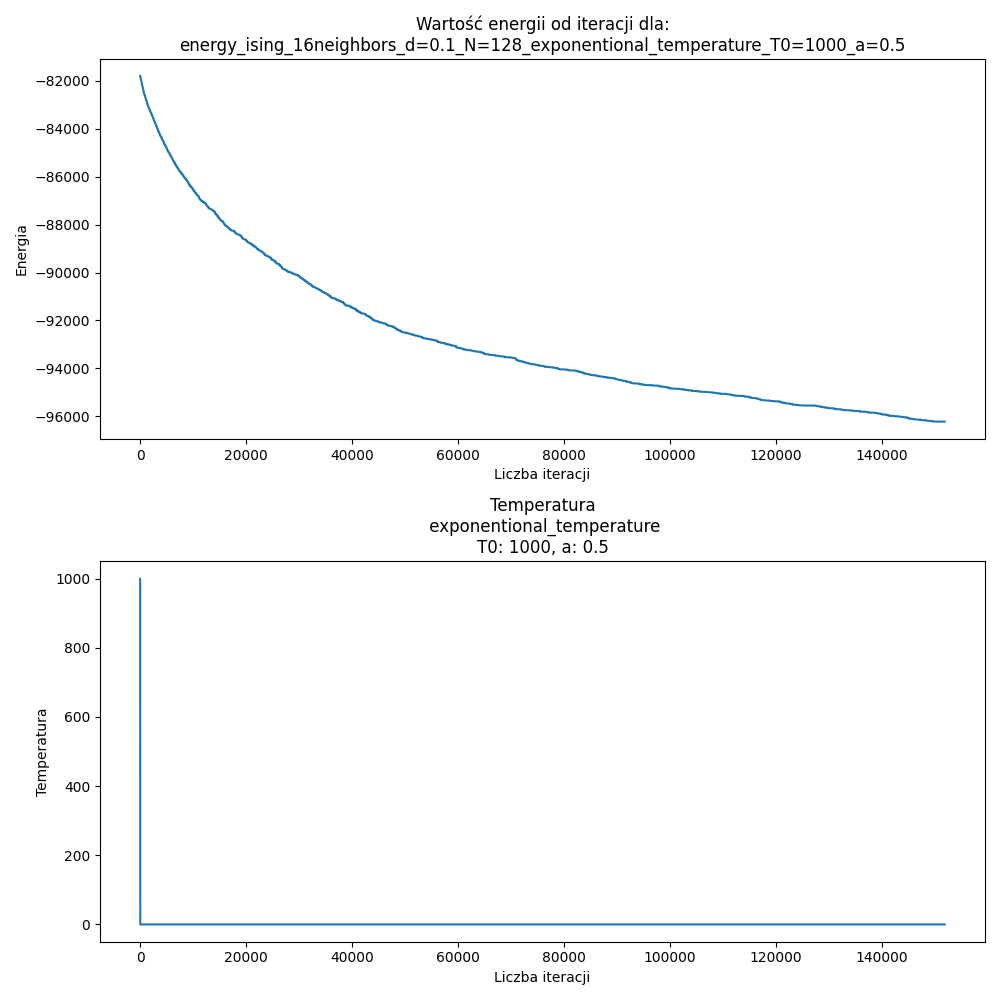 Wartość energii od iteracji dla:
energy_ising_16neighbors_d=0.1_N=128_exponentional_temperature_T0=1000_a=0.5
−82000
−84000
−86000
−88000
−90000
−92000
−94000
−96000
Energia
0 20000 40000 60000 80000 100000 120000 140000
Liczba iteracji
Temperatura
exponentional_temperature
T0: 1000, a: 0.5
1000
800
600
400
200
0
Temperatura
0 20000 40000 60000 80000 100000 120000 140000
Liczba iteracji